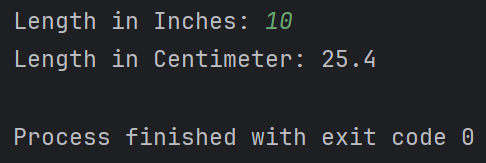 Length in Inches: 10
Length in Centimeter: 25.4
Process finished with exit code 0